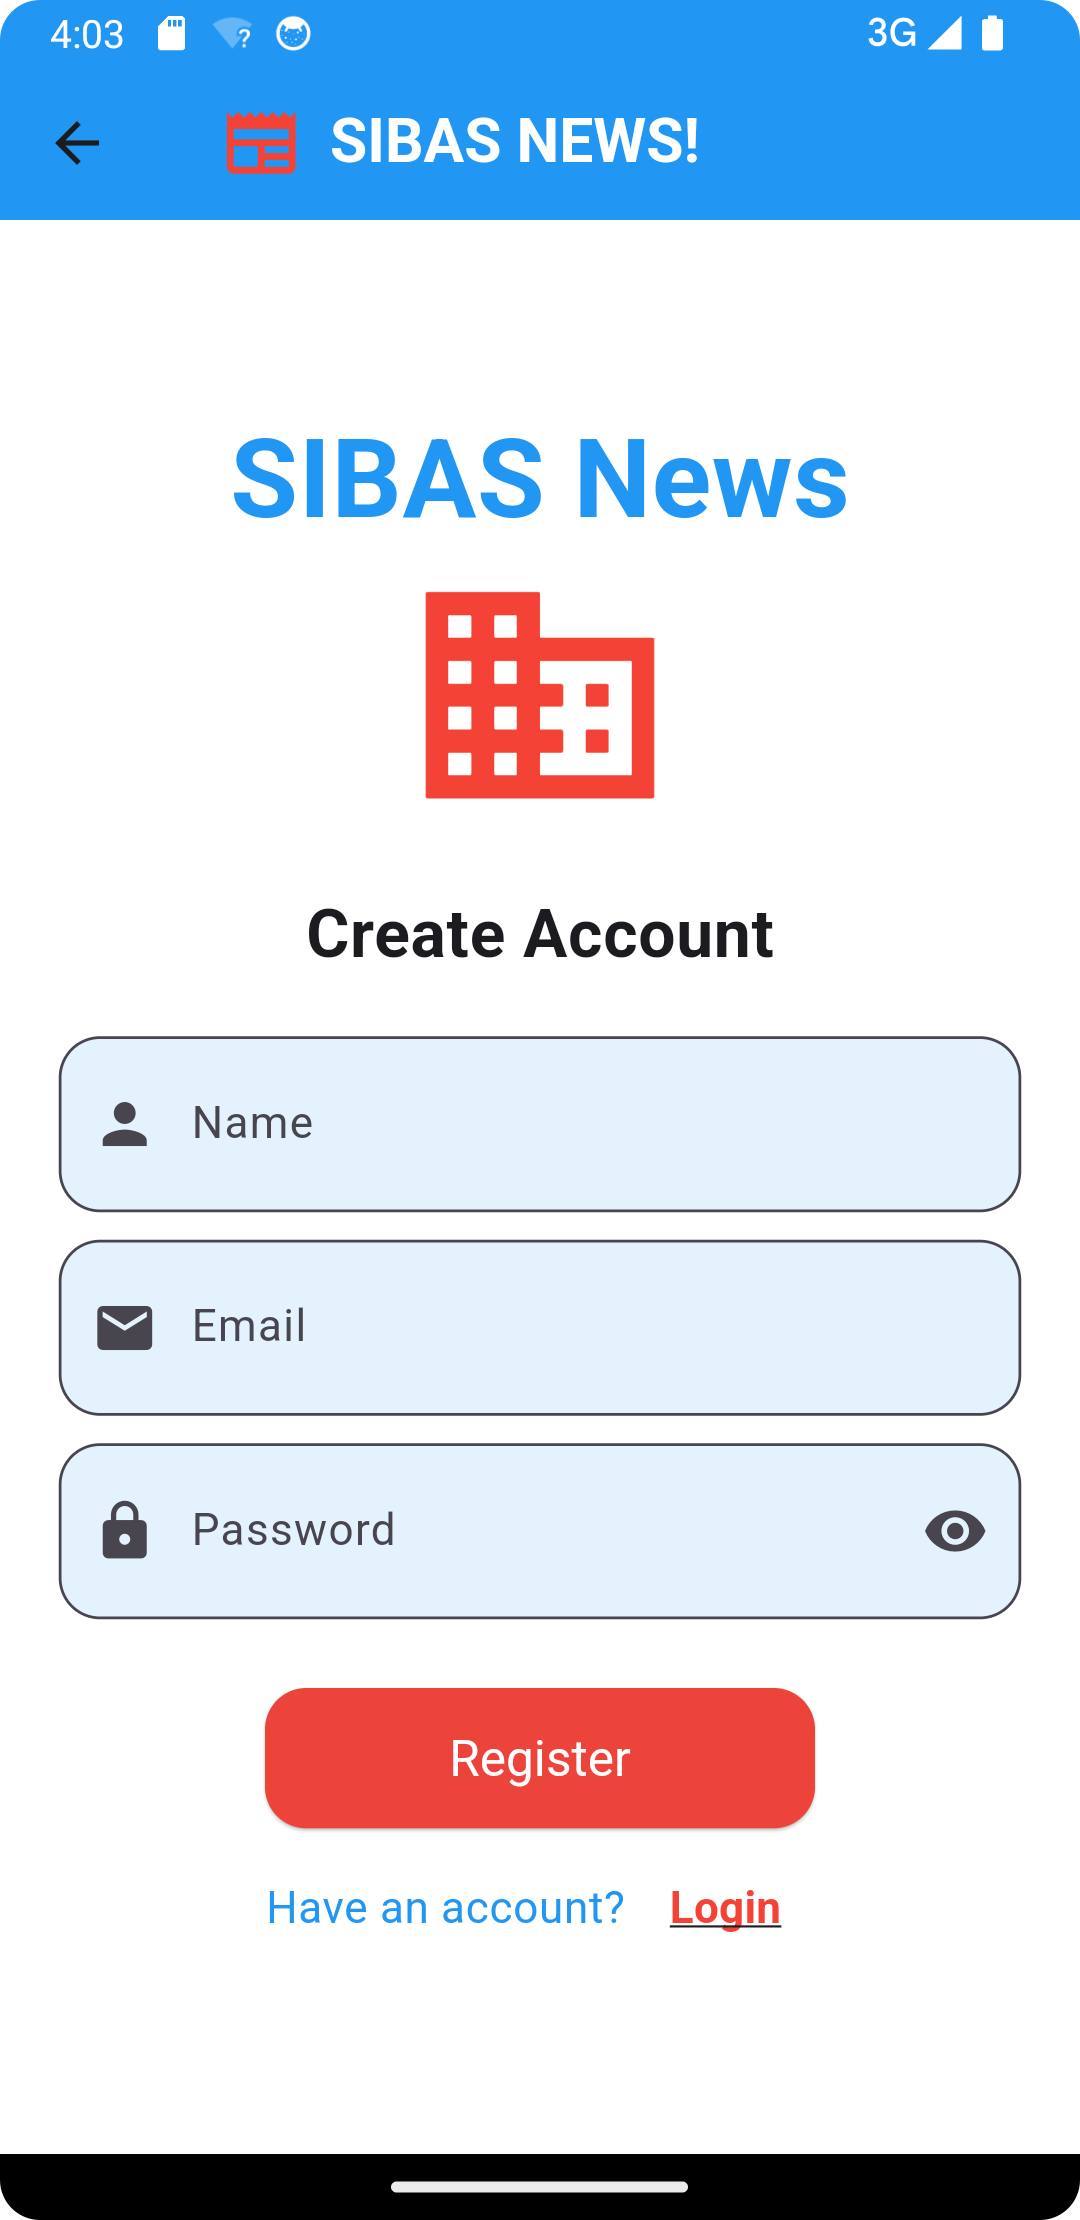 4:03
3G
SIBAS NEWS!
SIBAS News
Create Account
Name
Email
Password
Register
Have an account? Login